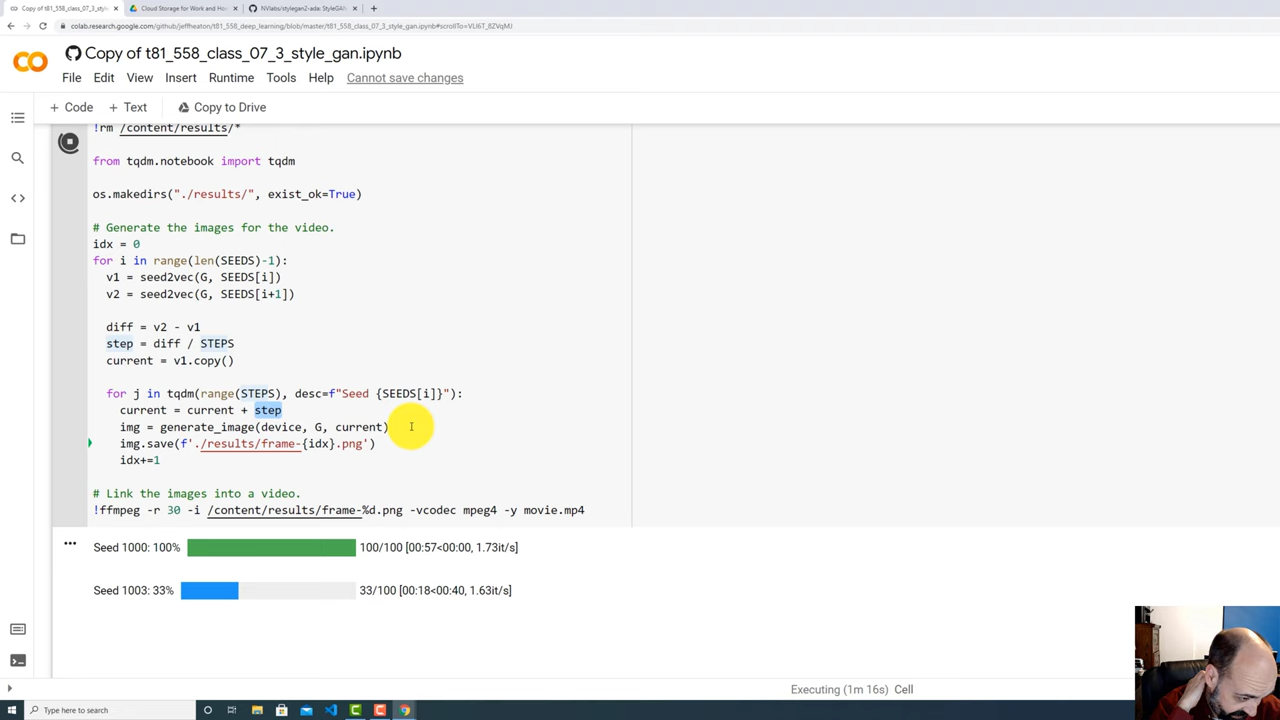 Copy of t81_558_class_07_3_style
Cloud Storage for Work and Ho
NVlabs/stylegan2-ada: StyleGAN
colab.research.google.com/github/jeffheaton/t81_558_deep_learning/blob/master/t81_558_class_07_3_style_gan.ipynb#scrollTo=VLl6T_8ZVqMJ
Copy of t81_558_class_07_3_style_gan.ipynb
File Edit View Insert Runtime Tools Help Cannot save changes
+ Code + Text Copy to Drive
!rm /content/results/*
from tqdm.notebook import tqdm
os.makedirs("./results/", exist_ok=True)
# Generate the images for the video.
idx = 0
for i in range(len(SEEDS)-1):
v1 = seed2vec(G, SEEDS[i])
v2 = seed2vec(G, SEEDS[i+1])
diff = v2 - v1
step = diff / STEPS
current = v1.copy()
for j in tqdm(range(STEPS), desc=f"Seed {SEEDS[i]}"):
current = current + step
img = generate_image(device, G, current)
img.save(f'./results/frame-{idx}.png')
idx+=1
# Link the images into a video.
!ffmpeg -r 30 -i /content/results/frame-%d.png -vcodec mpeg4 -y movie.mp4
Seed 1000: 100% 100/100 [00:57<00:00, 1.73it/s]
Seed 1003: 33% 33/100 [00:18<00:40, 1.63it/s]
Executing (1m 16s) Cell
Type here to search